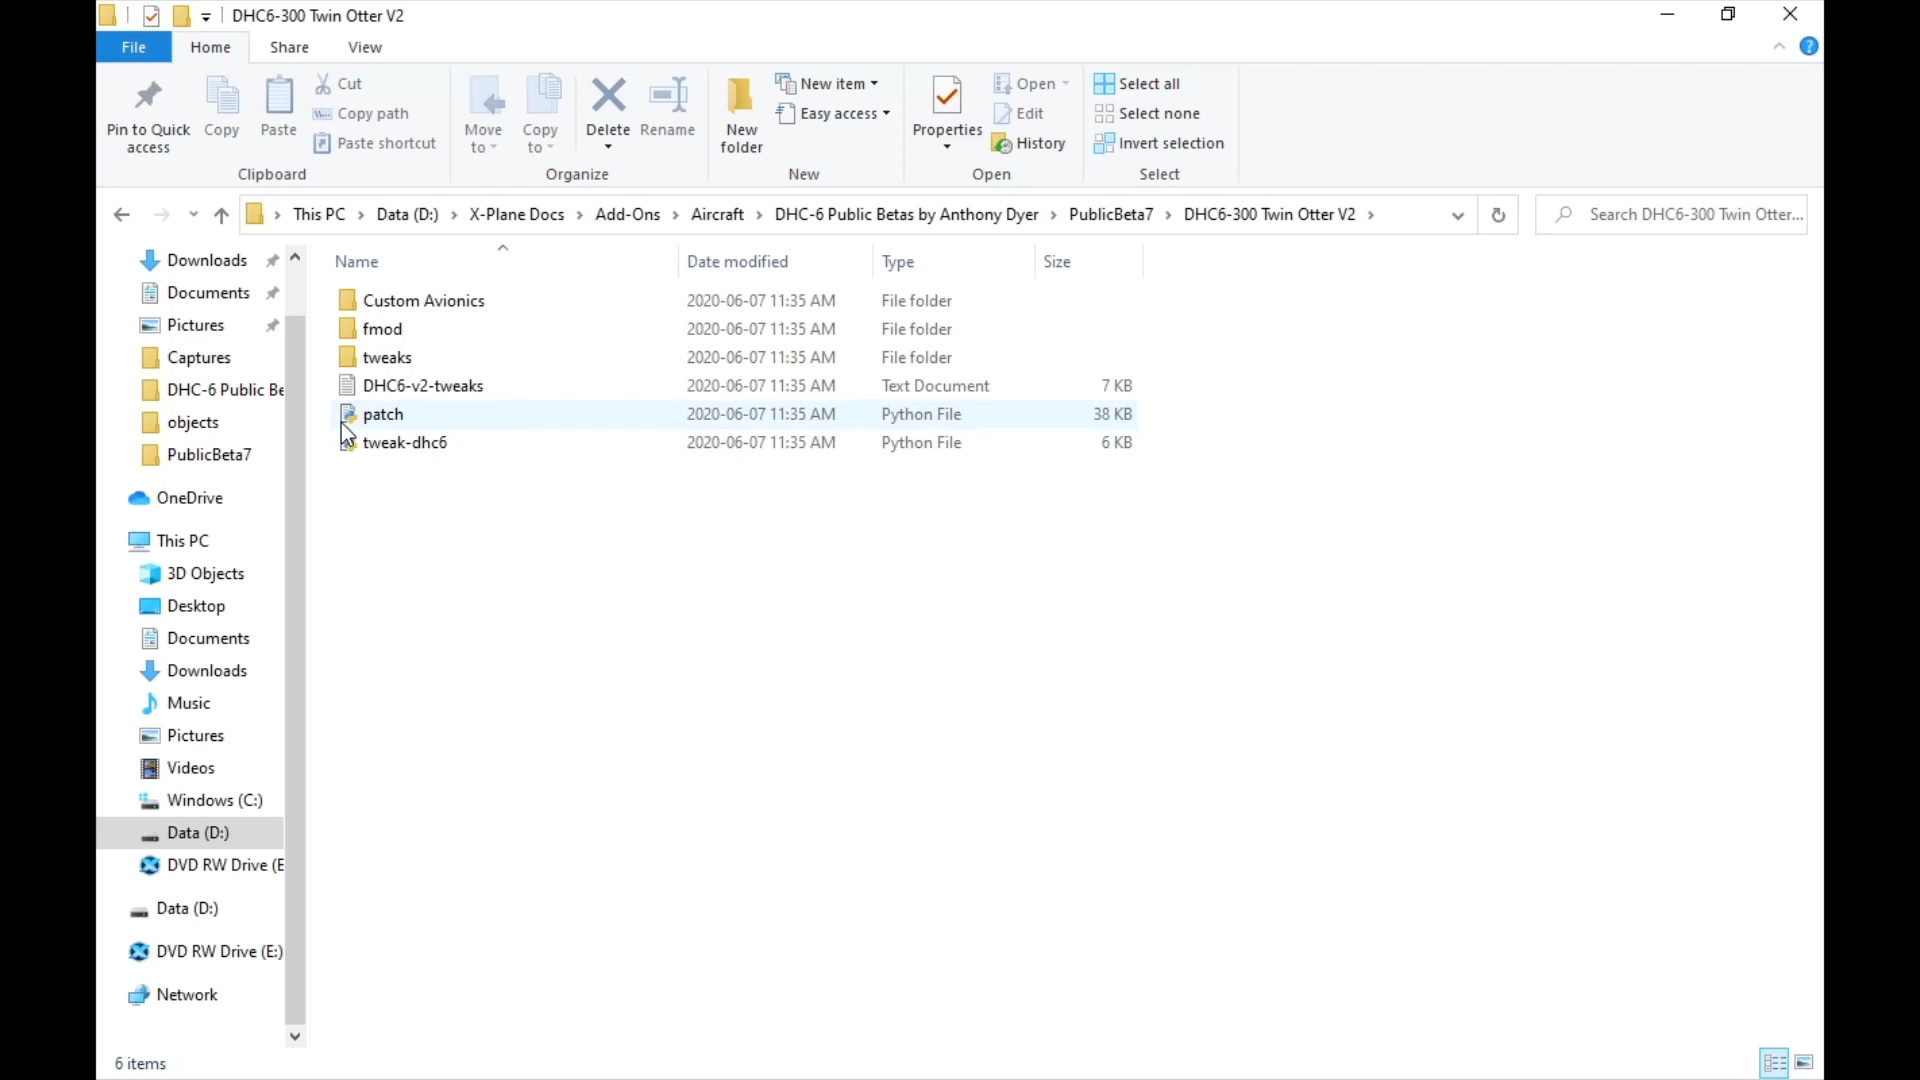 DHC6-300 Twin Otter V2
File Home Share View
Pin to Quick access
Copy
Paste
Cut
Copy path
Paste shortcut
Move to
Copy to
Delete
Rename
New folder
New item
Easy access
Properties
Open
Edit
History
Select all
Select none
Invert selection
Clipboard Organize New Open Select
This PC Data (D:) X-Plane Docs Add-Ons Aircraft DHC-6 Public Betas by Anthony Dyer PublicBeta7 DHC6-300 Twin Otter V2
Search DHC6-300 Twin Otter...
Downloads
Documents
Pictures
Captures
DHC-6 Public Be
objects
PublicBeta7
OneDrive
This PC
3D Objects
Desktop
Documents
Downloads
Music
Pictures
Videos
Windows (C:)
Data (D:)
DVD RW Drive (E
Data (D:)
DVD RW Drive (E:)
Network
Name Date modified Type Size
Custom Avionics 2020-06-07 11:35 AM File folder
fmod 2020-06-07 11:35 AM File folder
tweaks 2020-06-07 11:35 AM File folder
DHC6-v2-tweaks 2020-06-07 11:35 AM Text Document 7 KB
patch 2020-06-07 11:35 AM Python File 38 KB
tweak-dhc6 2020-06-07 11:35 AM Python File 6 KB
6 items